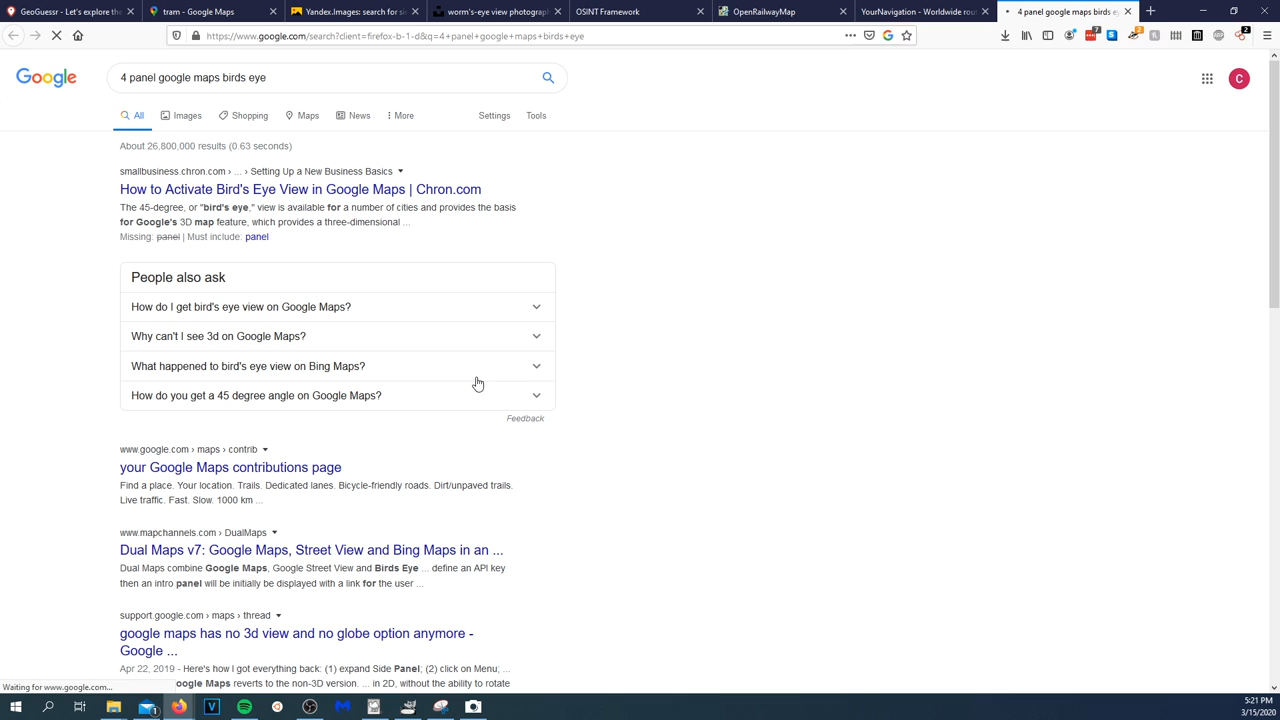 GeoGuessr - Let's explore the
tram - Google Maps
Yandex.Images: search for si
worm's-eye view photograph
OSINT Framework
OpenRailwayMap
YourNavigation - Worldwide rou
4 panel google maps birds e
https://www.google.com/search?client=firefox-b-1-d&q=4+panel+google+maps+birds+eye
Google
4 panel google maps birds eye
C
All
Images
Shopping
Maps
News
More
Settings
Tools
About 26,800,000 results (0.63 seconds)
smallbusiness.chron.com › ... › Setting Up a New Business Basics
How to Activate Bird's Eye View in Google Maps | Chron.com
The 45-degree, or "bird's eye," view is available for a number of cities and provides the basis
for Google's 3D map feature, which provides a three-dimensional ...
Missing: panel | Must include: panel
People also ask
How do I get bird's eye view on Google Maps?
Why can't I see 3d on Google Maps?
What happened to bird's eye view on Bing Maps?
How do you get a 45 degree angle on Google Maps?
Feedback
www.google.com › maps › contrib
your Google Maps contributions page
Find a place. Your location. Trails. Dedicated lanes. Bicycle-friendly roads. Dirt/unpaved trails.
Live traffic. Fast. Slow. 1000 km ...
www.mapchannels.com › DualMaps
Dual Maps v7: Google Maps, Street View and Bing Maps in an ...
Dual Maps combine Google Maps, Google Street View and Birds Eye ... define an API key
then an intro panel will be initially be displayed with a link for the user ...
support.google.com › maps › thread
google maps has no 3d view and no globe option anymore -
Google ...
Apr 22, 2019 - Here's how I got everything back: (1) expand Side Panel; (2) click on Menu; ...
oogle Maps reverts to the non-3D version. ... in 2D, without the ability to rotate
Waiting for www.google.com...
5:21 PM
3/15/2020